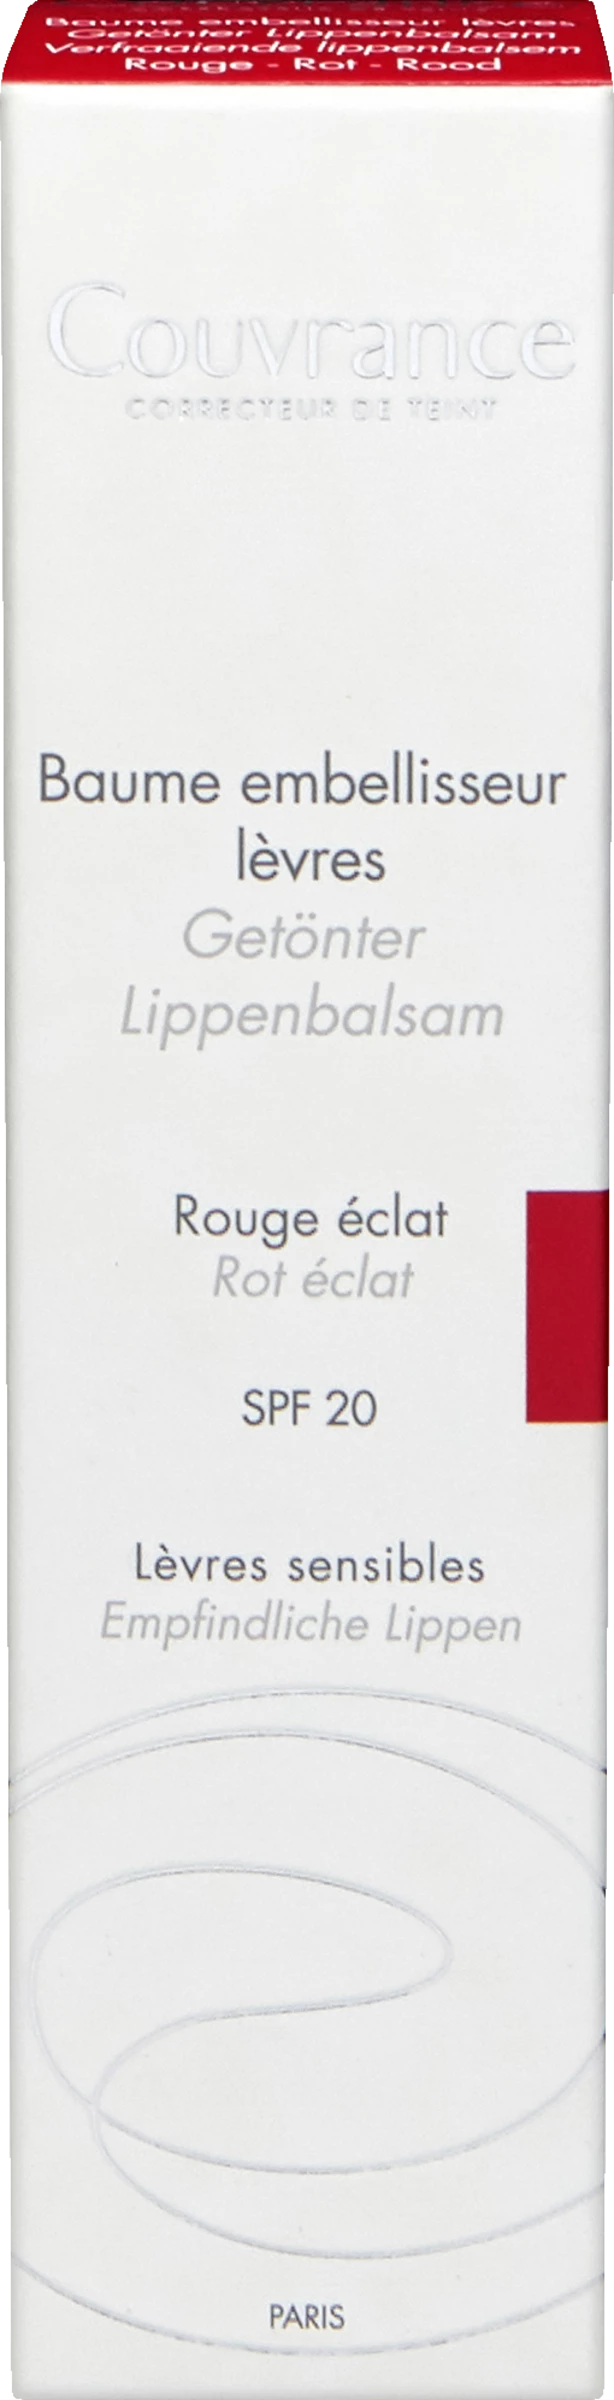 Baume embellisseur lèvres
Getönter Lippenbalsam
Verfraaiende lippenbalsem
Rouge - Rot - Rood
Couvrance
CORRECTEUR DE TEINT
Baume embellisseur
lèvres
Getönter
Lippenbalsam
Rouge éclat
Rot éclat
SPF 20
Lèvres sensibles
Empfindliche Lippen
PARIS